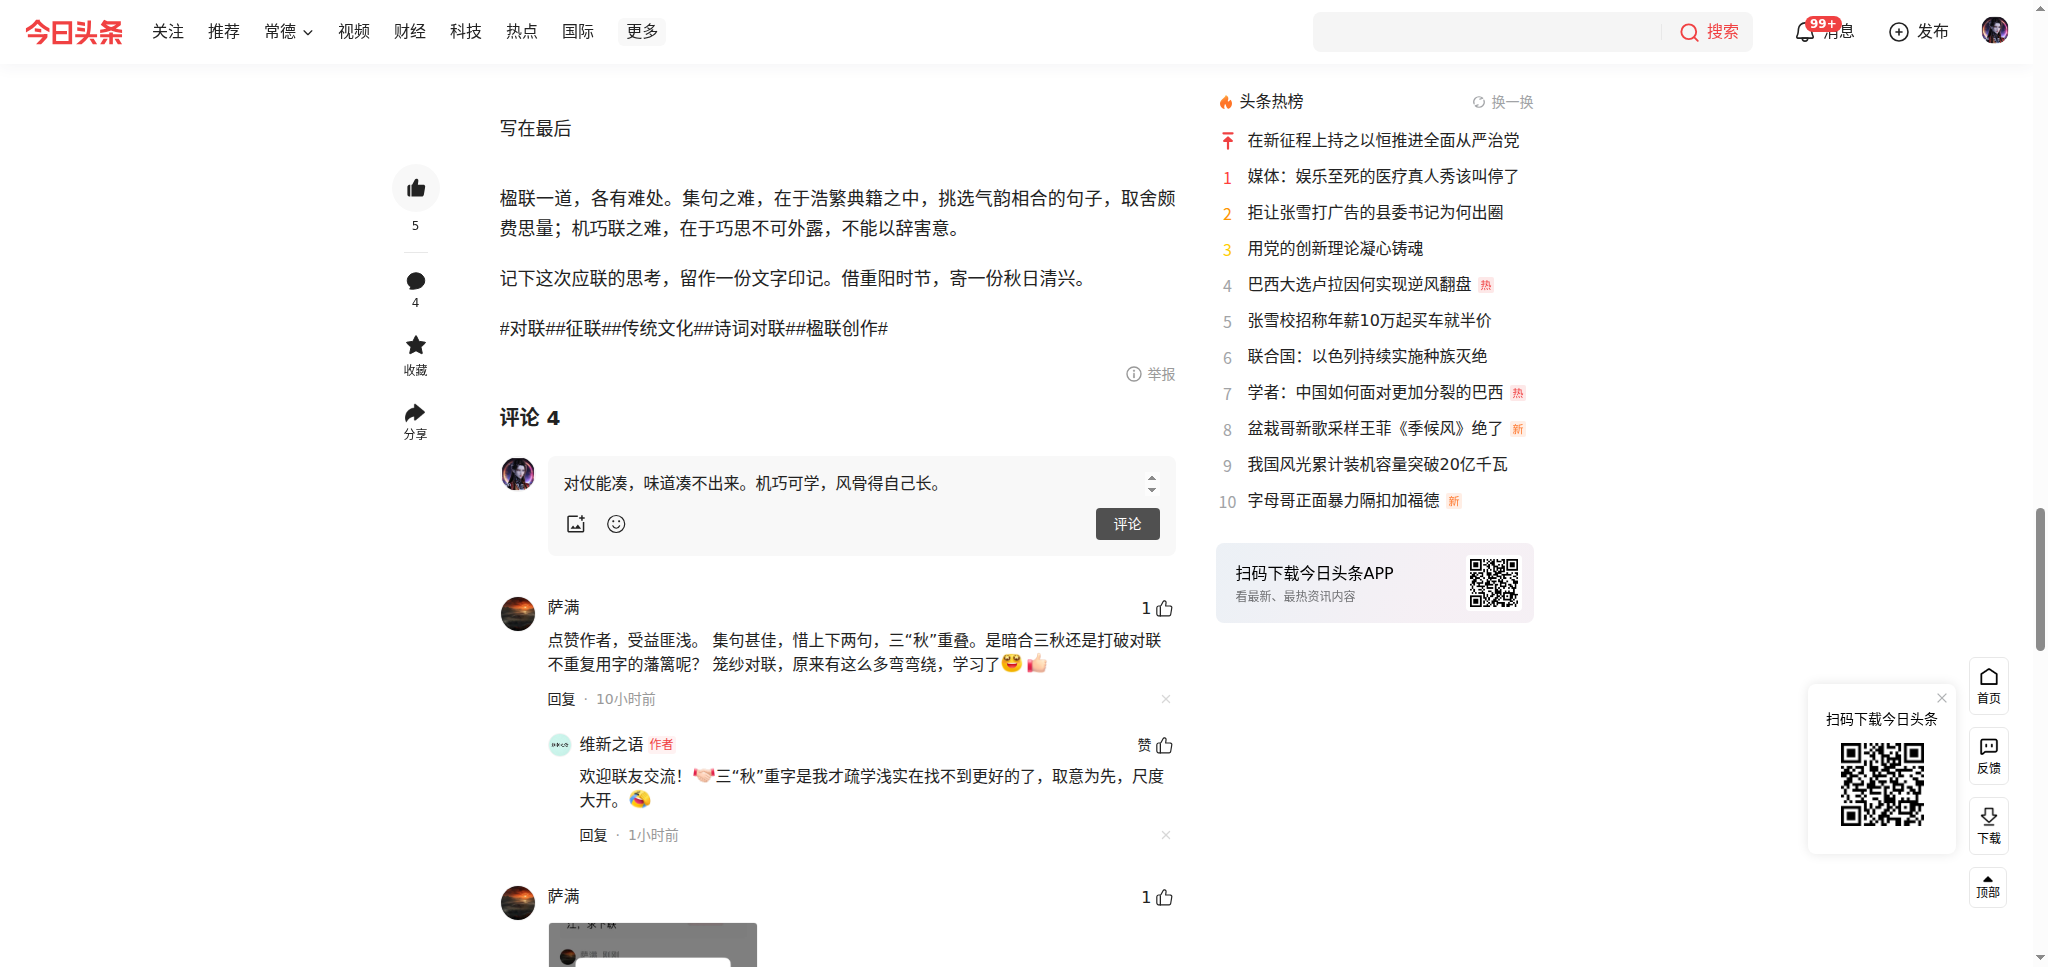 今日头条
关注 推荐 常德 视频 财经 科技 热点 国际 更多
搜索
99+
消息
发布
写在最后
楹联一道，各有难处。集句之难，在于浩繁典籍之中，挑选气韵相合的句子，取舍颇
费思量；机巧联之难，在于巧思不可外露，不能以辞害意。
记下这次应联的思考，留作一份文字印记。借重阳时节，寄一份秋日清兴。
#对联##征联##传统文化##诗词对联##楹联创作#
举报
5
4
收藏
分享
评论 4
对仗能凑，味道凑不出来。机巧可学，风骨得自己长。
评论
萨满
1
点赞作者，受益匪浅。 集句甚佳，惜上下两句，三“秋”重叠。是暗合三秋还是打破对联
不重复用字的藩篱呢？ 笼纱对联，原来有这么多弯弯绕，学习了
回复 · 10小时前
维新之语 作者
赞
欢迎联友交流！三“秋”重字是我才疏学浅实在找不到更好的了，取意为先，尺度
大开。
回复 · 1小时前
萨满
1
头条热榜
换一换
在新征程上持之以恒推进全面从严治党
1 媒体：娱乐至死的医疗真人秀该叫停了
2 拒让张雪打广告的县委书记为何出圈
3 用党的创新理论凝心铸魂
4 巴西大选卢拉因何实现逆风翻盘 热
5 张雪校招称年薪10万起买车就半价
6 联合国：以色列持续实施种族灭绝
7 学者：中国如何面对更加分裂的巴西 热
8 盆栽哥新歌采样王菲《季候风》绝了 新
9 我国风光累计装机容量突破20亿千瓦
10 字母哥正面暴力隔扣加福德 新
扫码下载今日头条APP
看最新、最热资讯内容
扫码下载今日头条
首页
反馈
下载
顶部